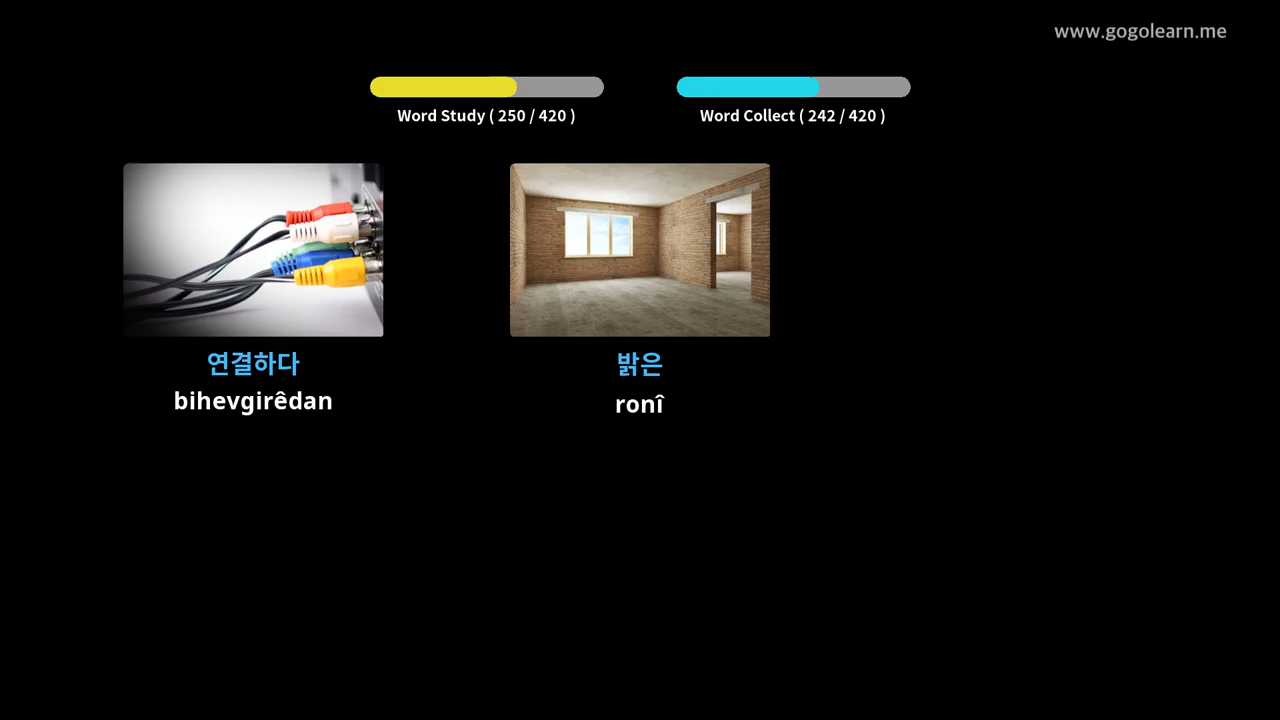 www.gogolearn.me
Word Study ( 250 / 420 )
Word Collect ( 242 / 420 )
연결하다
bihevgirêdan
밝은
ronî